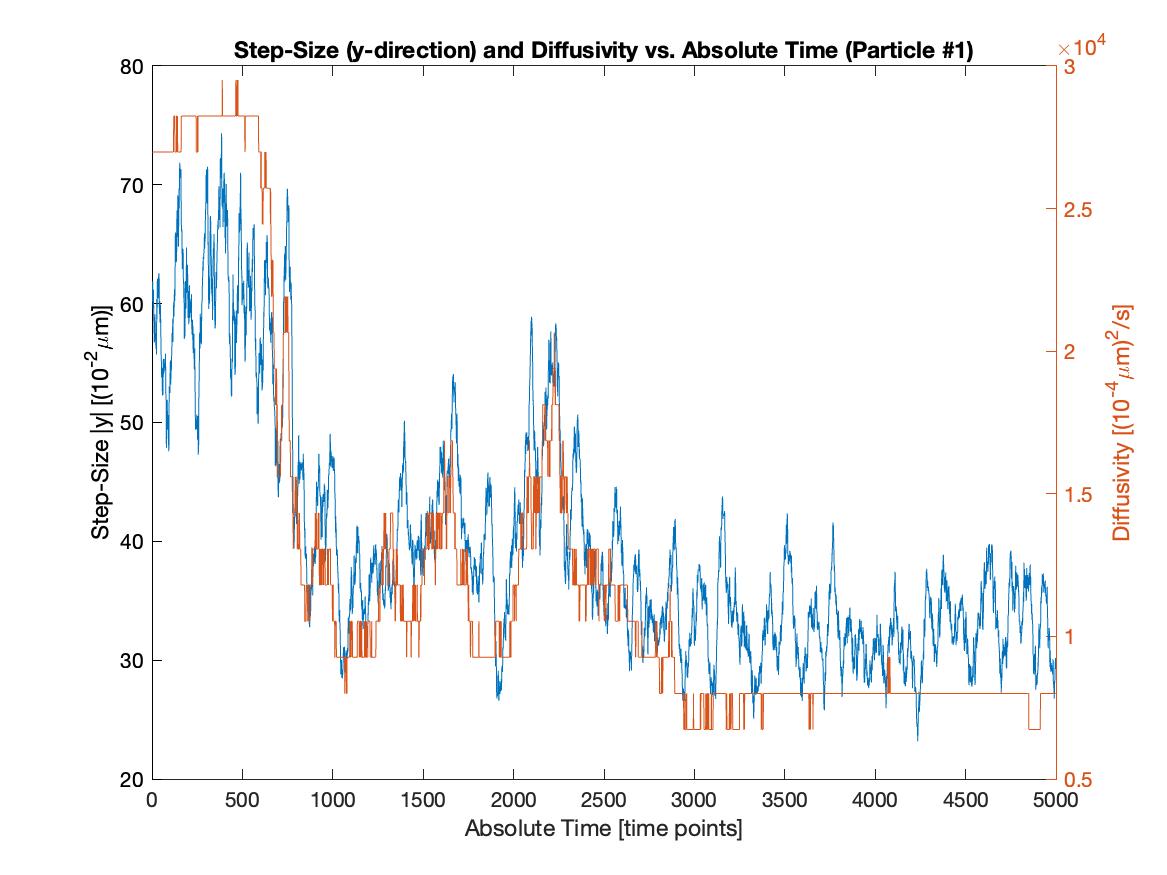 Step-Size (y-direction) and Diffusivity vs. Absolute Time (Particle #1)
×10^4
80
70
60
50
40
30
20
Step-Size |y| [(10^-2 μm)]
3
2.5
2
1.5
1
0.5
Diffusivity [(10^-4 μm)^2/s]
0 500 1000 1500 2000 2500 3000 3500 4000 4500 5000
Absolute Time [time points]